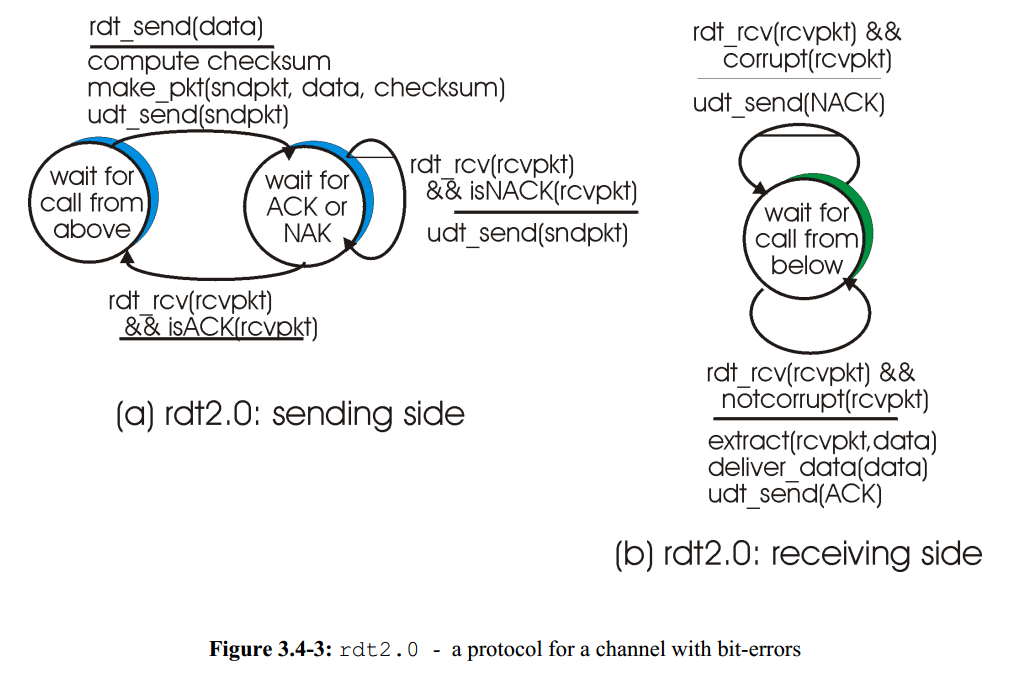 rdt_send(data)
compute checksum
make_pkt(sndpkt, data, checksum)
udt_send(sndpkt)
wait for
call from
above
wait for
ACK or
NAK
rdt_rcv(rcvpkt)
&& isNACK(rcvpkt)
udt_send(sndpkt)
rdt_rcv(rcvpkt)
&& isACK(rcvpkt)
(a) rdt2.0: sending side
rdt_rcv(rcvpkt) &&
corrupt(rcvpkt)
udt_send(NACK)
wait for
call from
below
rdt_rcv(rcvpkt) &&
notcorrupt(rcvpkt)
extract(rcvpkt,data)
deliver_data(data)
udt_send(ACK)
(b) rdt2.0: receiving side
Figure 3.4-3: rdt2.0 - a protocol for a channel with bit-errors